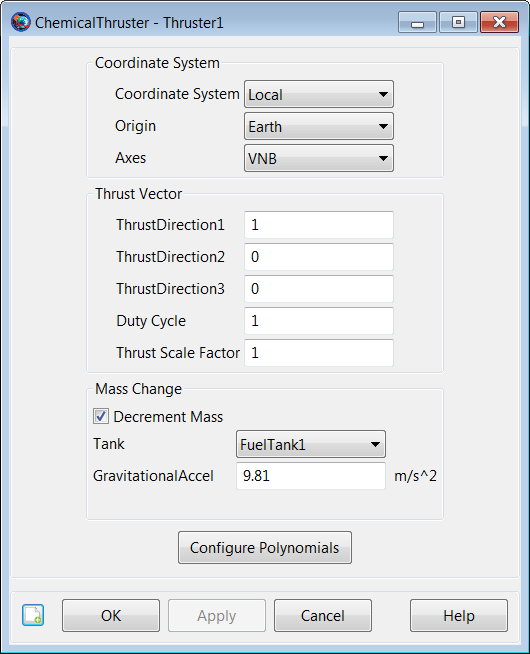 ChemicalThruster - Thruster1
Coordinate System
Coordinate System Local
Origin Earth
Axes VNB
Thrust Vector
ThrustDirection1 1
ThrustDirection2 0
ThrustDirection3 0
Duty Cycle 1
Thrust Scale Factor 1
Mass Change
Decrement Mass
Tank FuelTank1
GravitationalAccel 9.81 m/s^2
Configure Polynomials
OK Apply Cancel Help